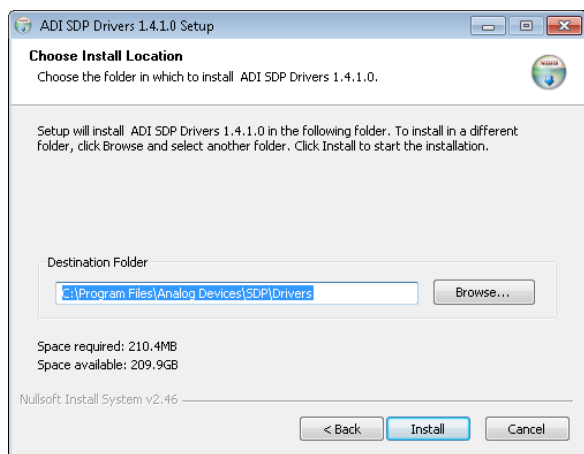 ADI SDP Drivers 1.4.1.0 Setup
Choose Install Location
Choose the folder in which to install ADI SDP Drivers 1.4.1.0.
Setup will install ADI SDP Drivers 1.4.1.0 in the following folder. To install in a different
folder, click Browse and select another folder. Click Install to start the installation.
Destination Folder
C:\Program Files\Analog Devices\SDP\Drivers
Browse...
Space required: 210.4MB
Space available: 209.9GB
Nullsoft Install System v2.46
< Back
Install
Cancel